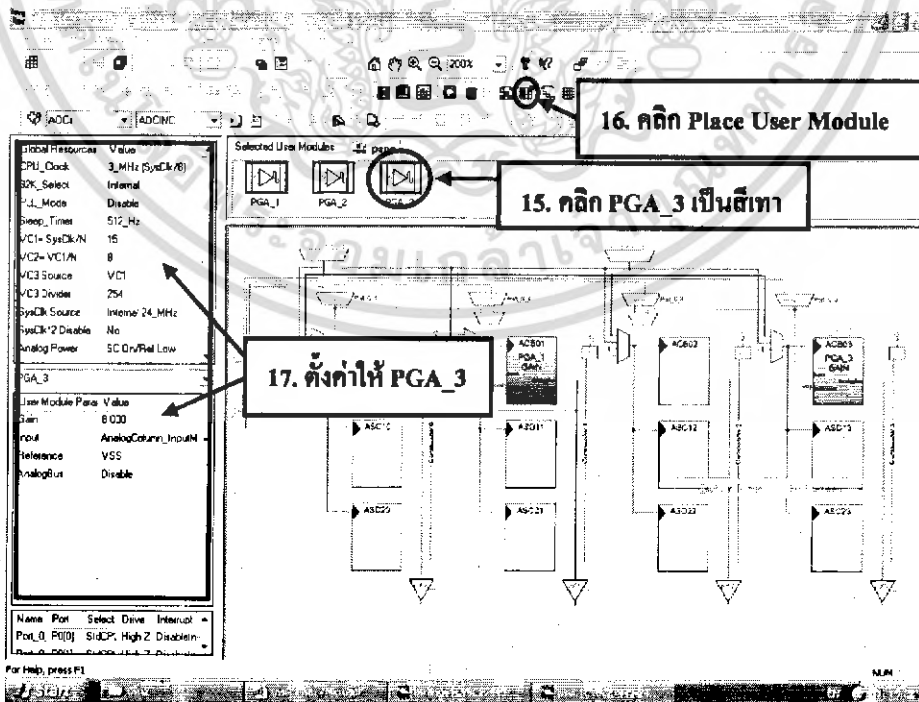 200%
16. คลิก Place User Module
ADCINC
Global Resources Value
CPU_Clock 3_MHz (SysClk/8)
32K_Select Internal
PLL_Mode Disable
Sleep_Timer 512_Hz
VC1= SysClk/N 15
VC2= VC1/N 8
VC3 Source VC1
VC3 Divider 254
SysClk Source Internal 24_MHz
SysClk*2 Disable No
Analog Power SC On/Ref Low
Selected User Modules
PGA_1 PGA_2 PGA_3
15. คลิก PGA_3 เป็นสีเทา
17. ตั้งค่าให้ PGA_3
PGA_3
User Module Para Value
Gain 8.000
Input AnalogColumn_InputM
Reference VSS
AnalogBus Disable
ACB01
PGA_1
GAIN
ACB02
ACB03
PGA_3
GAIN
ASC10 ASD11 ASC12 ASD13
ASD20 ASC21 ASD22 ASC23
Name Port Select Drive Interrupt
Port_0_ P0[0] StdCPU High Z DisableIn
For Help, press F1
NUM
start